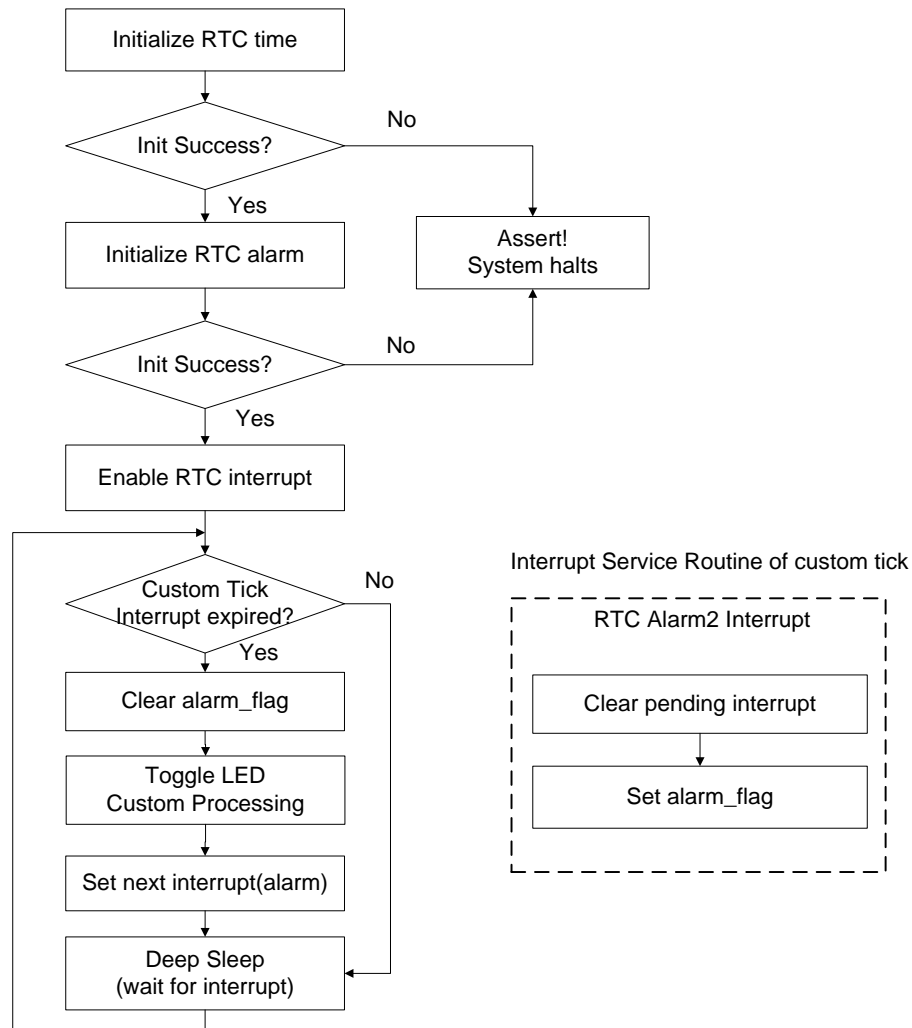 Initialize RTC time
No
Init Success?
Yes
Initialize RTC alarm
Assert!
System halts
Init Success?
No
Yes
Enable RTC interrupt
Custom Tick
Interrupt expired?
No
Yes
Clear alarm_flag
Toggle LED
Custom Processing
Set next interrupt(alarm)
Deep Sleep
(wait for interrupt)
Interrupt Service Routine of custom tick
RTC Alarm2 Interrupt
Clear pending interrupt
Set alarm_flag